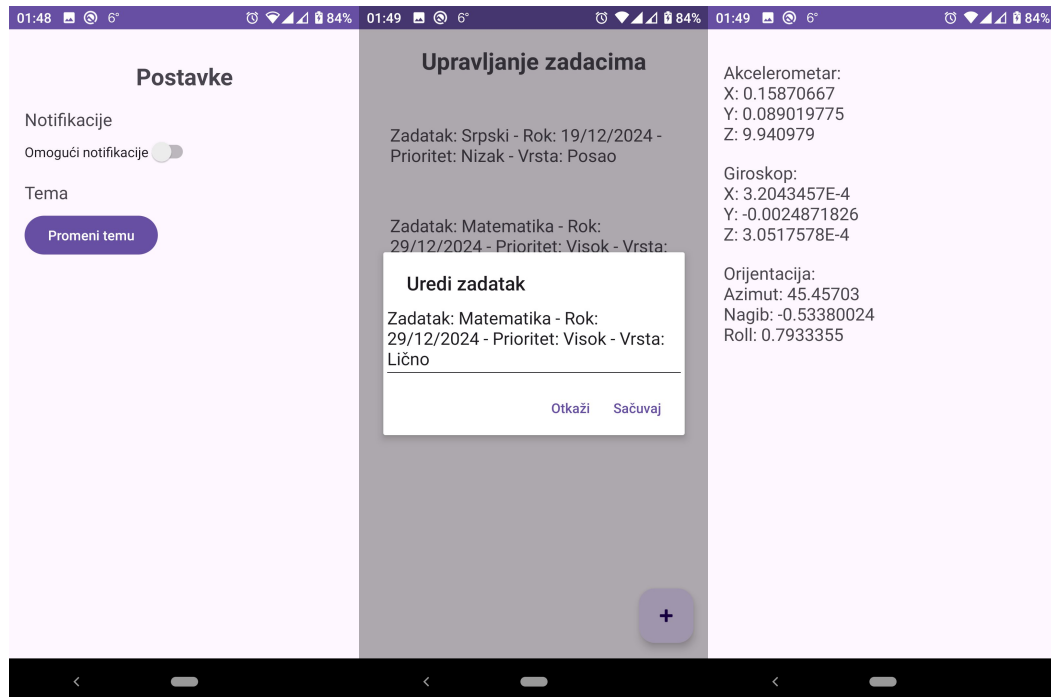 01:48 6° 84%
Postavke
Notifikacije
Omogući notifikacije
Tema
Promeni temu
01:49 6° 84%
Upravljanje zadacima
Zadatak: Srpski - Rok: 19/12/2024 -
Prioritet: Nizak - Vrsta: Posao
Zadatak: Matematika - Rok:
29/12/2024 - Prioritet: Visok - Vrsta:
Uredi zadatak
Zadatak: Matematika - Rok:
29/12/2024 - Prioritet: Visok - Vrsta:
Lično
Otkaži Sačuvaj
+
01:49 6° 84%
Akcelerometar:
X: 0.15870667
Y: 0.089019775
Z: 9.940979
Giroskop:
X: 3.2043457E-4
Y: -0.0024871826
Z: 3.0517578E-4
Orijentacija:
Azimut: 45.45703
Nagib: -0.53380024
Roll: 0.7933355